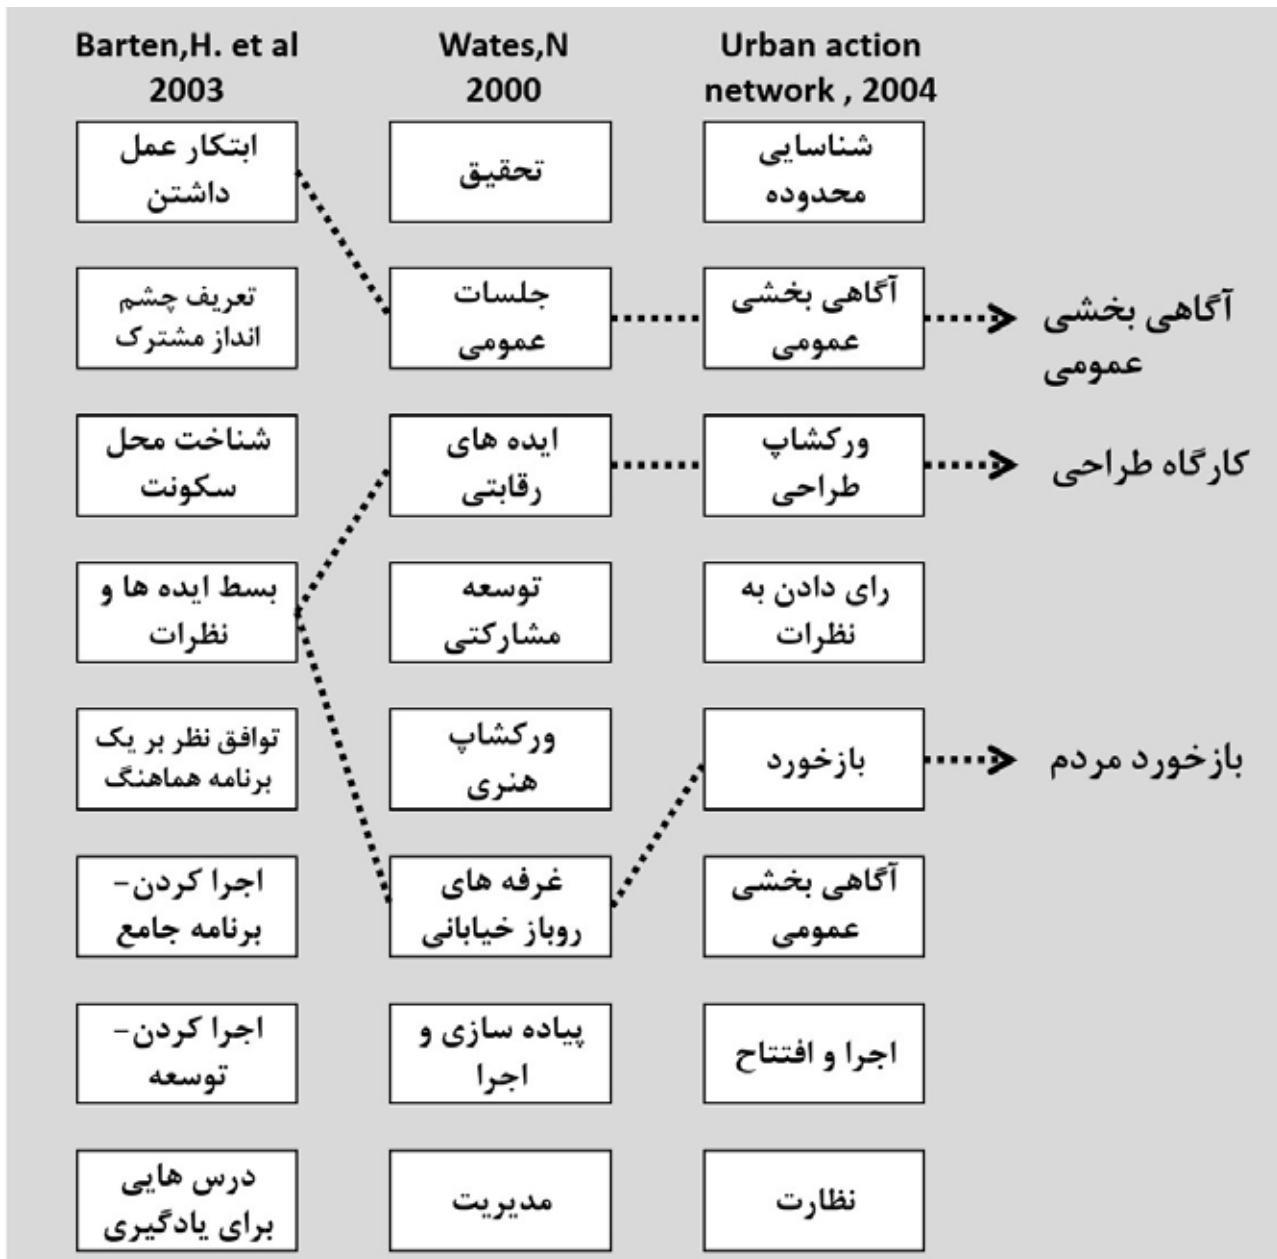 Barten,H. et al
2003
Wates,N
2000
Urban action
network , 2004
ابتکار عمل
داشتن
تحقیق
شناسایی
محدوده
تعریف چشم
انداز مشترک
جلسات
عمومی
آگاهی بخشی
عمومی
آگاهی بخشی
عمومی
شناخت محل
سکونت
ایده های
رقابتی
ورکشاپ
طراحی
کارگاه طراحی
بسط ایده ها و
نظرات
توسعه
مشارکتی
رای دادن به
نظرات
توافق نظر بر یک
برنامه هماهنگ
ورکشاپ
هنری
بازخورد
بازخورد مردم
اجرا کردن–
برنامه جامع
غرفه های
روباز خیابانی
آگاهی بخشی
عمومی
اجرا کردن–
توسعه
پیاده سازی و
اجرا
اجرا و افتتاح
درس هایی
برای یادگیری
مدیریت
نظارت